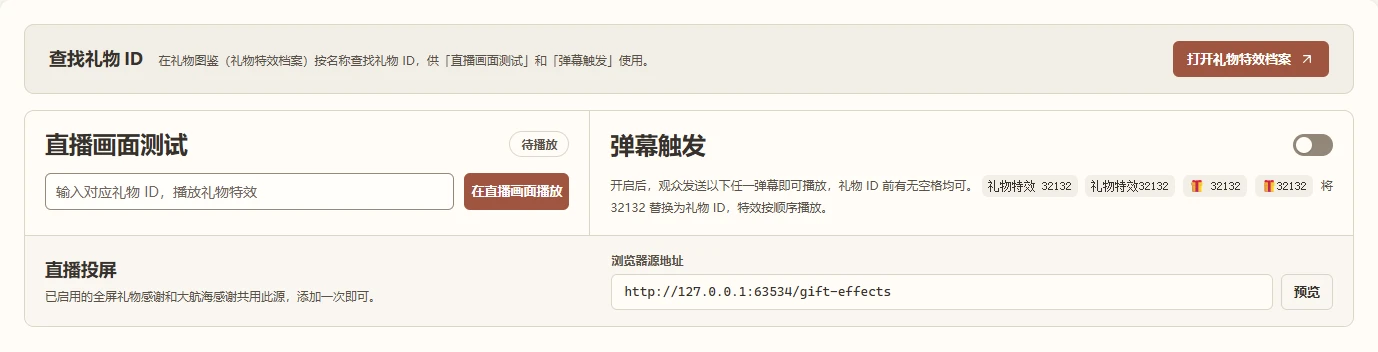 查找礼物 ID 在礼物图鉴（礼物特效档案）按名称查找礼物 ID，供「直播画面测试」和「弹幕触发」使用。 打开礼物特效档案 ↗
直播画面测试 待播放
输入对应礼物 ID，播放礼物特效 在直播画面播放
弹幕触发
开启后，观众发送以下任一弹幕即可播放，礼物 ID 前有无空格均可。 礼物特效 32132 礼物特效32132 🎁 32132 🎁32132 将
32132 替换为礼物 ID，特效按顺序播放。
直播投屏
已启用的全屏礼物感谢和大航海感谢共用此源，添加一次即可。
浏览器源地址
http://127.0.0.1:63534/gift-effects 预览